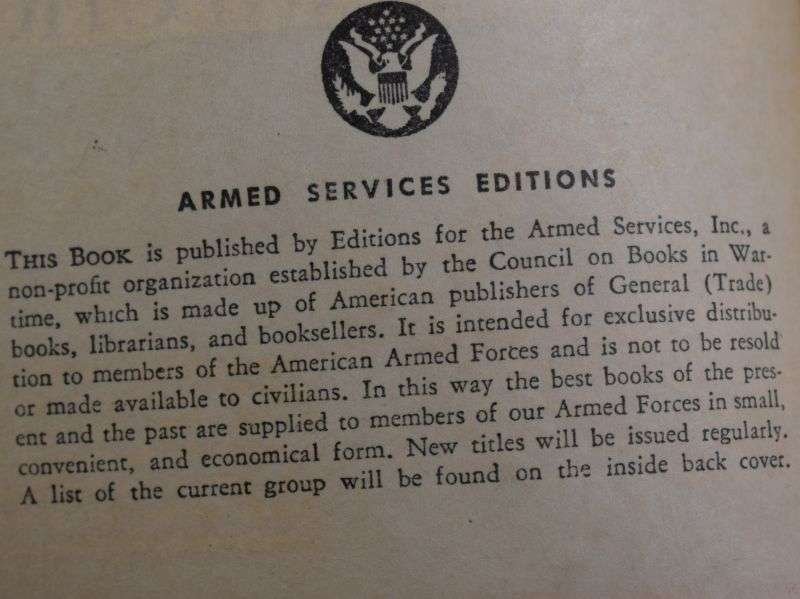 ARMED SERVICES EDITIONS
THIS BOOK is published by Editions for the Armed Services, Inc., a
non-profit organization established by the Council on Books in War-
time, which is made up of American publishers of General (Trade)
books, librarians, and booksellers. It is intended for exclusive distribu-
tion to members of the American Armed Forces and is not to be resold
or made available to civilians. In this way the best books of the pres-
ent and the past are supplied to members of our Armed Forces in small,
convenient, and economical form. New titles will be issued regularly.
A list of the current group will be found on the inside back cover.